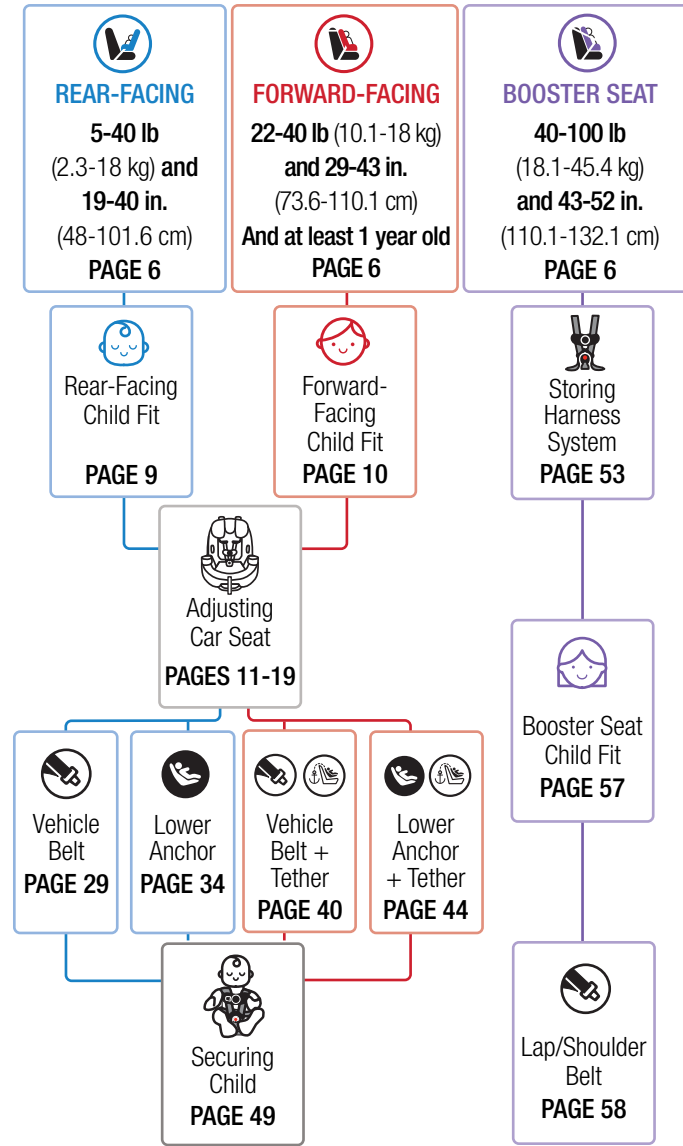 REAR-FACING
5-40 lb
(2.3-18 kg) and
19-40 in.
(48-101.6 cm)
PAGE 6
FORWARD-FACING
22-40 lb (10.1-18 kg)
and 29-43 in.
(73.6-110.1 cm)
And at least 1 year old
PAGE 6
BOOSTER SEAT
40-100 lb
(18.1-45.4 kg)
and 43-52 in.
(110.1-132.1 cm)
PAGE 6
Rear-Facing
Child Fit
PAGE 9
Forward-
Facing
Child Fit
PAGE 10
Storing
Harness
System
PAGE 53
Adjusting
Car Seat
PAGES 11-19
Vehicle
Belt
PAGE 29
Lower
Anchor
PAGE 34
Vehicle
Belt +
Tether
PAGE 40
Lower
Anchor
+ Tether
PAGE 44
Booster Seat
Child Fit
PAGE 57
Securing
Child
PAGE 49
Lap/Shoulder
Belt
PAGE 58